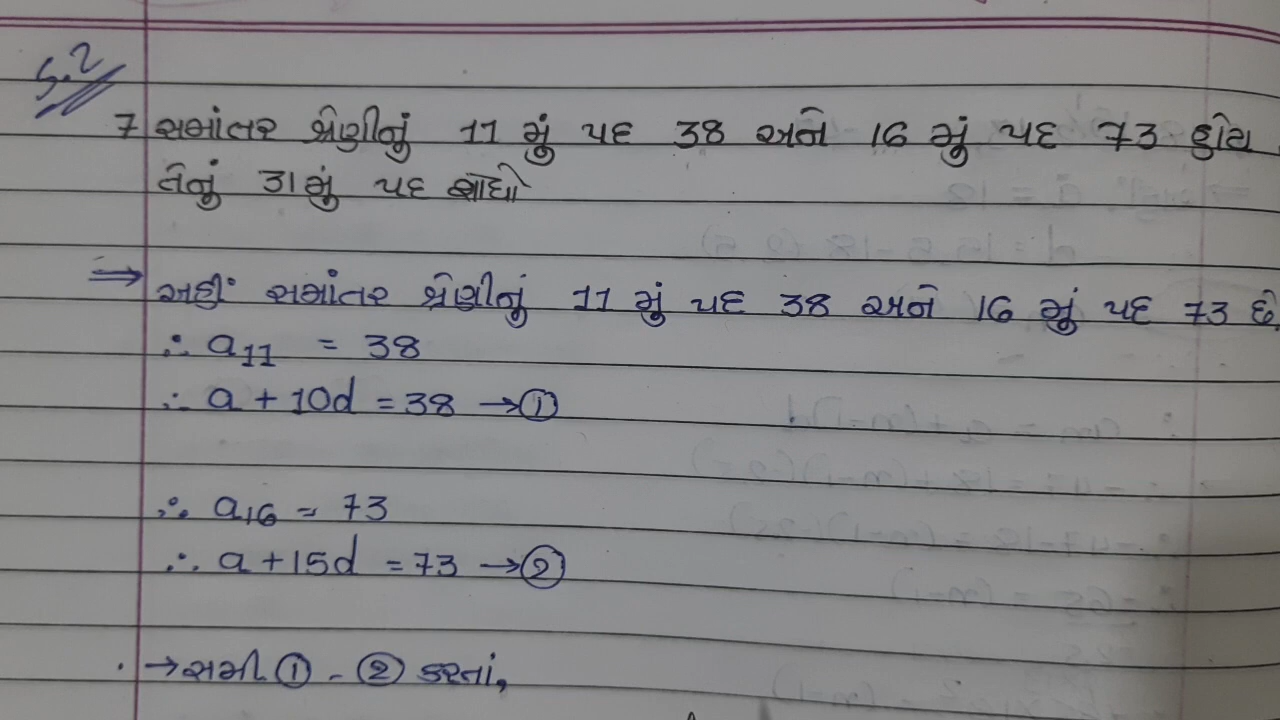 5.2
7 સમાંતર શ્રેણીનું 11 મું પદ 38 અને 16 મું પદ 73 હોય
તેનું 31મું પદ શોધો
⇒ અહીં સમાંતર શ્રેણીનું 11 મું પદ 38 અને 16 મું પદ 73 છે
∴ a₁₁ = 38
∴ a + 10d = 38 → ①
∴ a₁₆ = 73
∴ a + 15d = 73 → ②
→ સમી. ① - ② કરતાં,